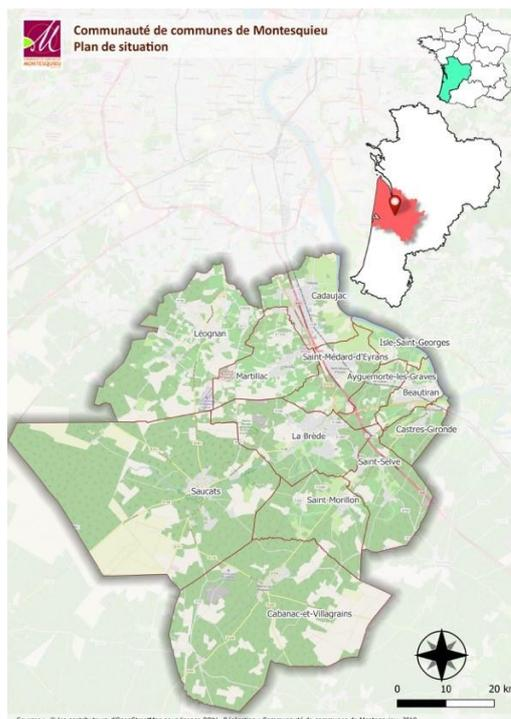 Communauté de communes de Montesquieu
Plan de situation
MONTESQUIEU
Cadaujac
Léognan
Isle-Saint-Georges
Saint-Médard-d'Eyrans
Martillac
Ayguemorte-les-Graves
Beautiran
Castres-Gironde
La Brède
Saint-Selve
Saucats
Saint-Morillon
Cabanac-et-Villagrains
0 10 20 km